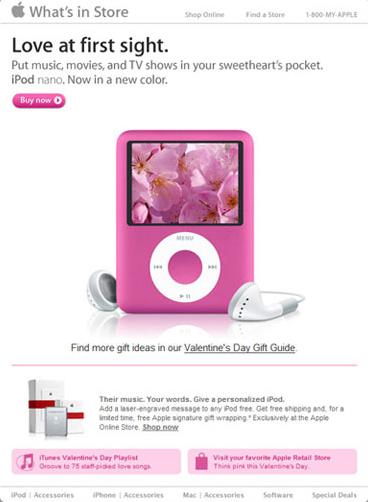 What's in Store
Shop Online Find a Store 1-800-MY-APPLE
Love at first sight.
Put music, movies, and TV shows in your sweetheart's pocket.
iPod nano. Now in a new color.
Buy now
MENU
Find more gift ideas in our Valentine's Day Gift Guide.
Their music. Your words. Give a personalized iPod.
Add a laser-engraved message to any iPod free. Get free shipping and, for a
limited time, free Apple signature gift wrapping.* Exclusively at the Apple
Online Store. Shop now
iTunes Valentine's Day Playlist
Groove to 75 staff-picked love songs.
Visit your favorite Apple Retail Store
Think pink this Valentine's Day.
iPod | Accessories iPhone | Accessories Mac | Accessories Software Special Deals